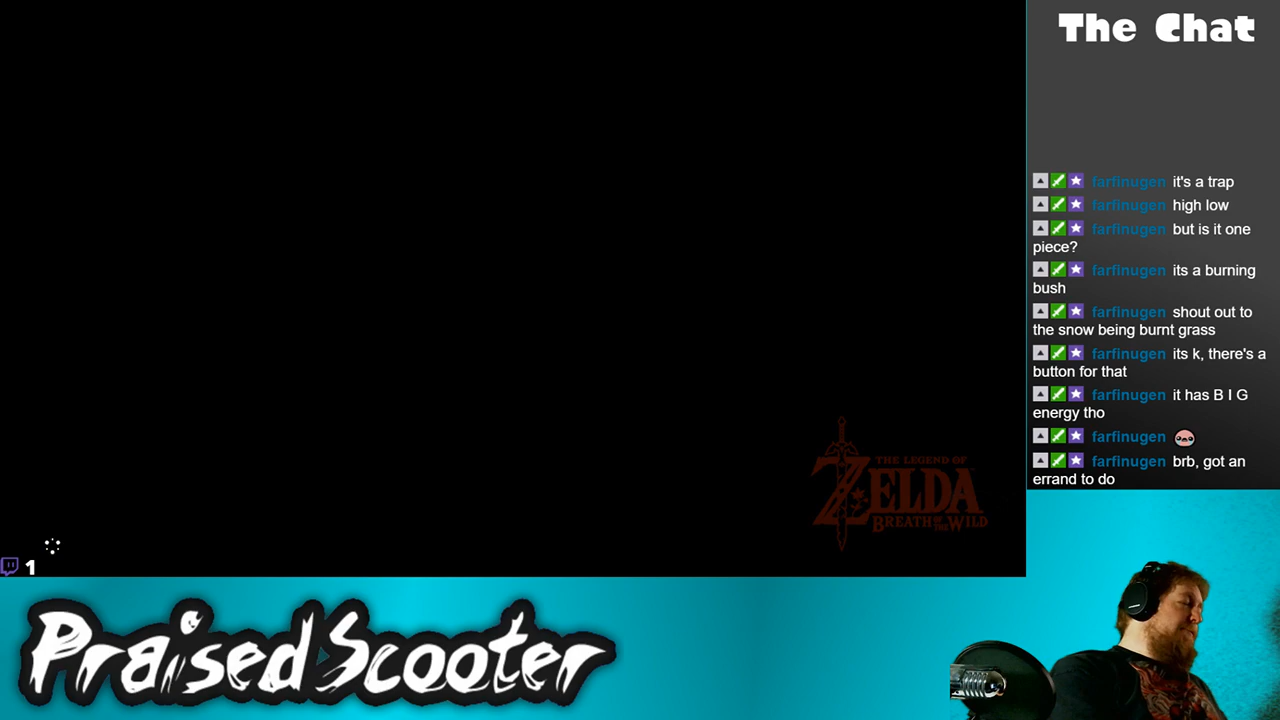 The Chat
farfinugen it's a trap
farfinugen high low
farfinugen but is it one
piece?
farfinugen its a burning
bush
farfinugen shout out to
the snow being burnt grass
farfinugen its k, there's a
button for that
farfinugen it has B I G
energy tho
farfinugen
farfinugen brb, got an
errand to do
THE LEGEND OF
ZELDA
BREATH OF THE WILD
1
PraisedScooter